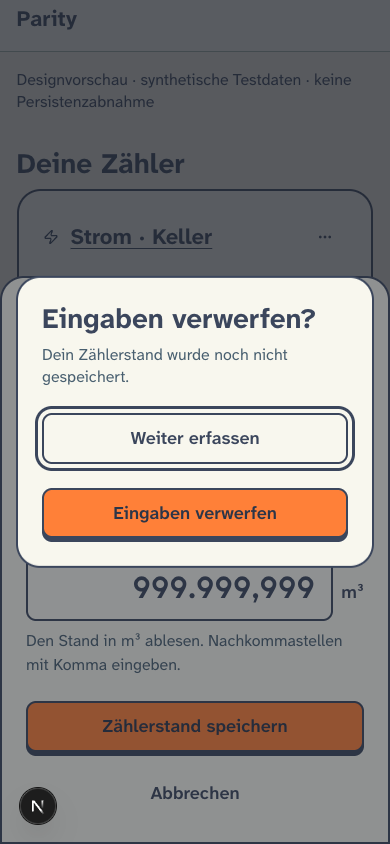 Parity
Designvorschau · synthetische Testdaten · keine
Persistenzabnahme
Deine Zähler
Strom · Keller
...
Eingaben verwerfen?
Dein Zählerstand wurde noch nicht
gespeichert.
Weiter erfassen
Eingaben verwerfen
999.999,999 m³
Den Stand in m³ ablesen. Nachkommastellen
mit Komma eingeben.
Zählerstand speichern
Abbrechen
N